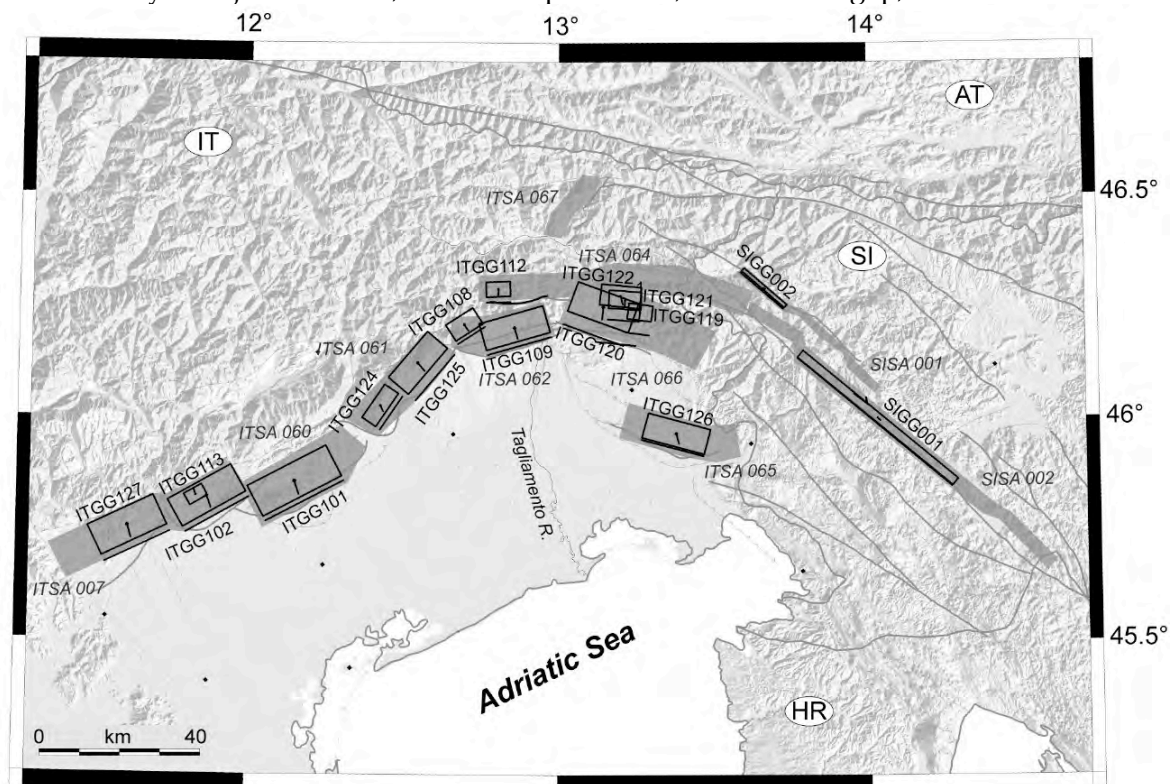 12°
13°
14°
AT
IT
46.5°
ITSA 067
SI
ITSA 064
SIGG002
ITGG112
ITGG122
ITGG121
ITGG108
ITGG119
ITSA 061
ITGG109
ITGG120
SISA 001
ITGG124
ITGG125
ITSA 062
ITSA 066
ITGG126
46°
SIGG001
ITSA 060
ITSA 065
SISA 002
ITGG113
ITGG127
Tagliamento R.
ITGG101
ITGG102
ITSA 007
45.5°
Adriatic Sea
HR
0 km 40